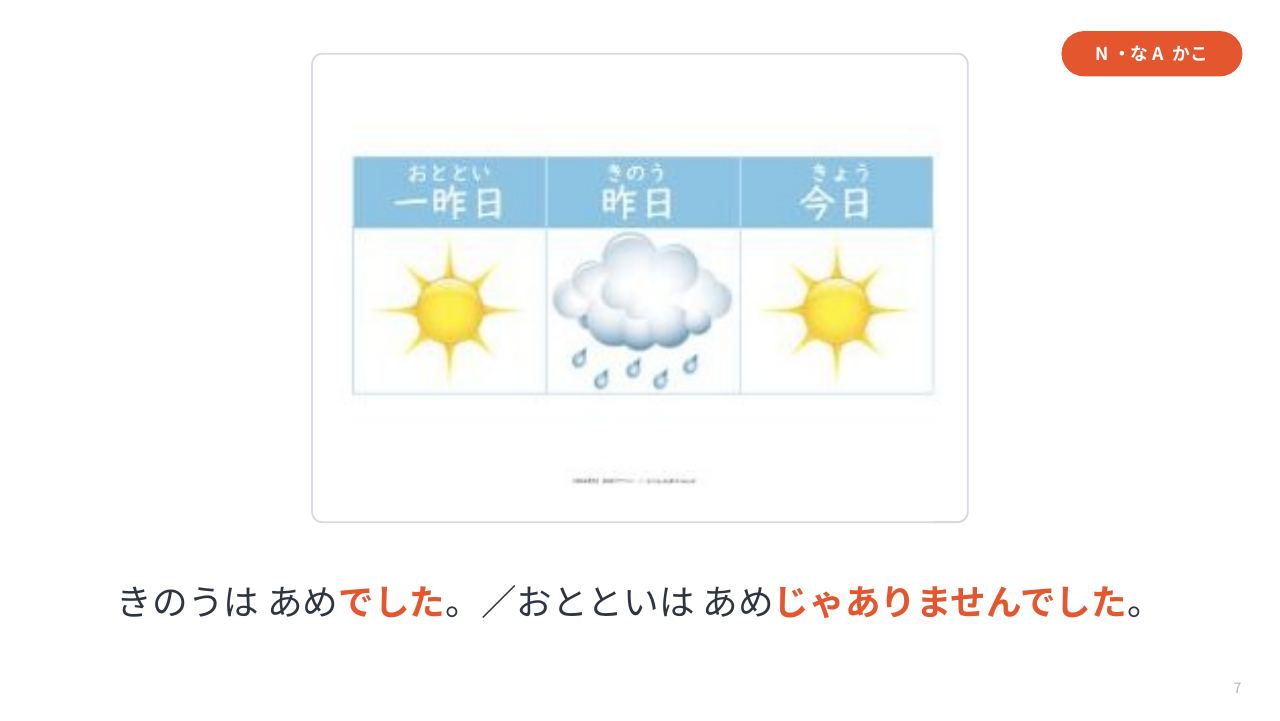 N・なA かこ
おととい きのう きょう
一昨日 昨日 今日
きのうは あめでした。／おとといは あめじゃありませんでした。
7